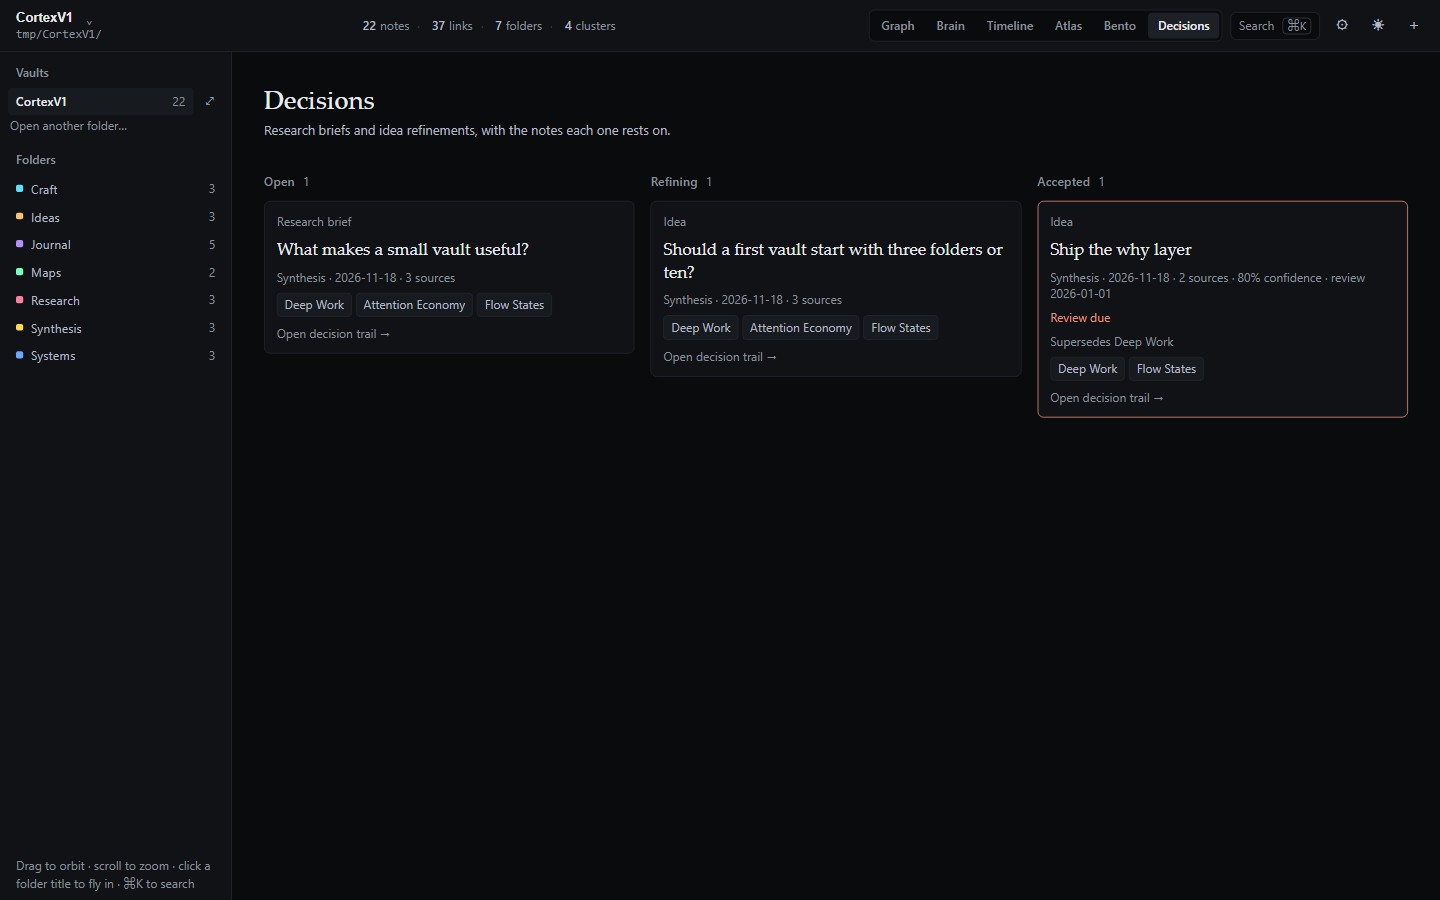 CortexV1
tmp/CortexV1/
22 notes · 37 links · 7 folders · 4 clusters
Graph Brain Timeline Atlas Bento Decisions
Search ⌘K
Vaults
CortexV1 22
Open another folder...
Folders
Craft 3
Ideas 3
Journal 5
Maps 2
Research 3
Synthesis 3
Systems 3
Drag to orbit · scroll to zoom · click a
folder title to fly in · ⌘K to search
Decisions
Research briefs and idea refinements, with the notes each one rests on.
Open 1
Research brief
What makes a small vault useful?
Synthesis · 2026-11-18 · 3 sources
Deep Work Attention Economy Flow States
Open decision trail →
Refining 1
Idea
Should a first vault start with three folders or
ten?
Synthesis · 2026-11-18 · 3 sources
Deep Work Attention Economy Flow States
Open decision trail →
Accepted 1
Idea
Ship the why layer
Synthesis · 2026-11-18 · 2 sources · 80% confidence · review
2026-01-01
Review due
Supersedes Deep Work
Deep Work Flow States
Open decision trail →